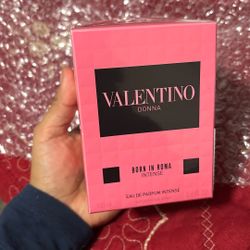 VALENTINO
DONNA
BORN IN ROMA
INTENSE
EAU DE PARFUM INTENSE